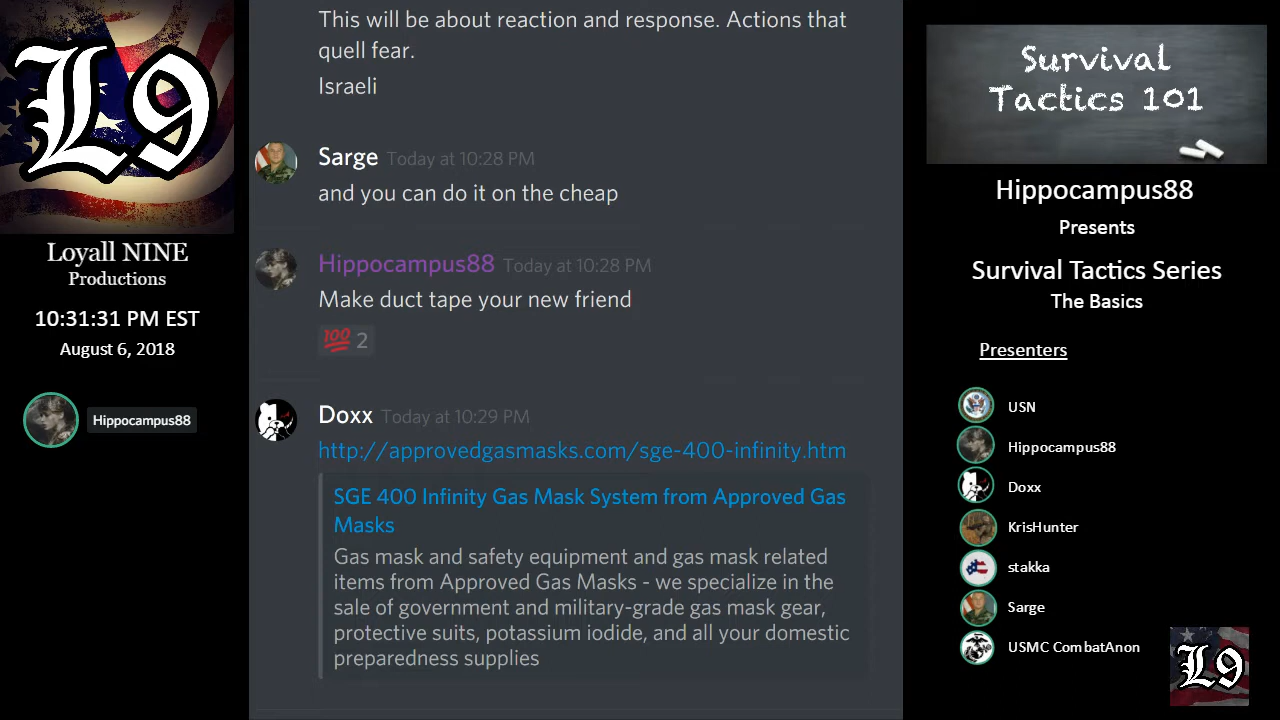 L9
Loyall NINE
Productions
10:31:31 PM EST
August 6, 2018
Hippocampus88
This will be about reaction and response. Actions that
quell fear.
Israeli
Sarge Today at 10:28 PM
and you can do it on the cheap
Hippocampus88 Today at 10:28 PM
Make duct tape your new friend
100 2
Doxx Today at 10:29 PM
http://approvedgasmasks.com/sge-400-infinity.htm
SGE 400 Infinity Gas Mask System from Approved Gas
Masks
Gas mask and safety equipment and gas mask related
items from Approved Gas Masks - we specialize in the
sale of government and military-grade gas mask gear,
protective suits, potassium iodide, and all your domestic
preparedness supplies
Survival
Tactics 101
Hippocampus88
Presents
Survival Tactics Series
The Basics
Presenters
USN
Hippocampus88
Doxx
KrisHunter
stakka
Sarge
USMC CombatAnon
L9